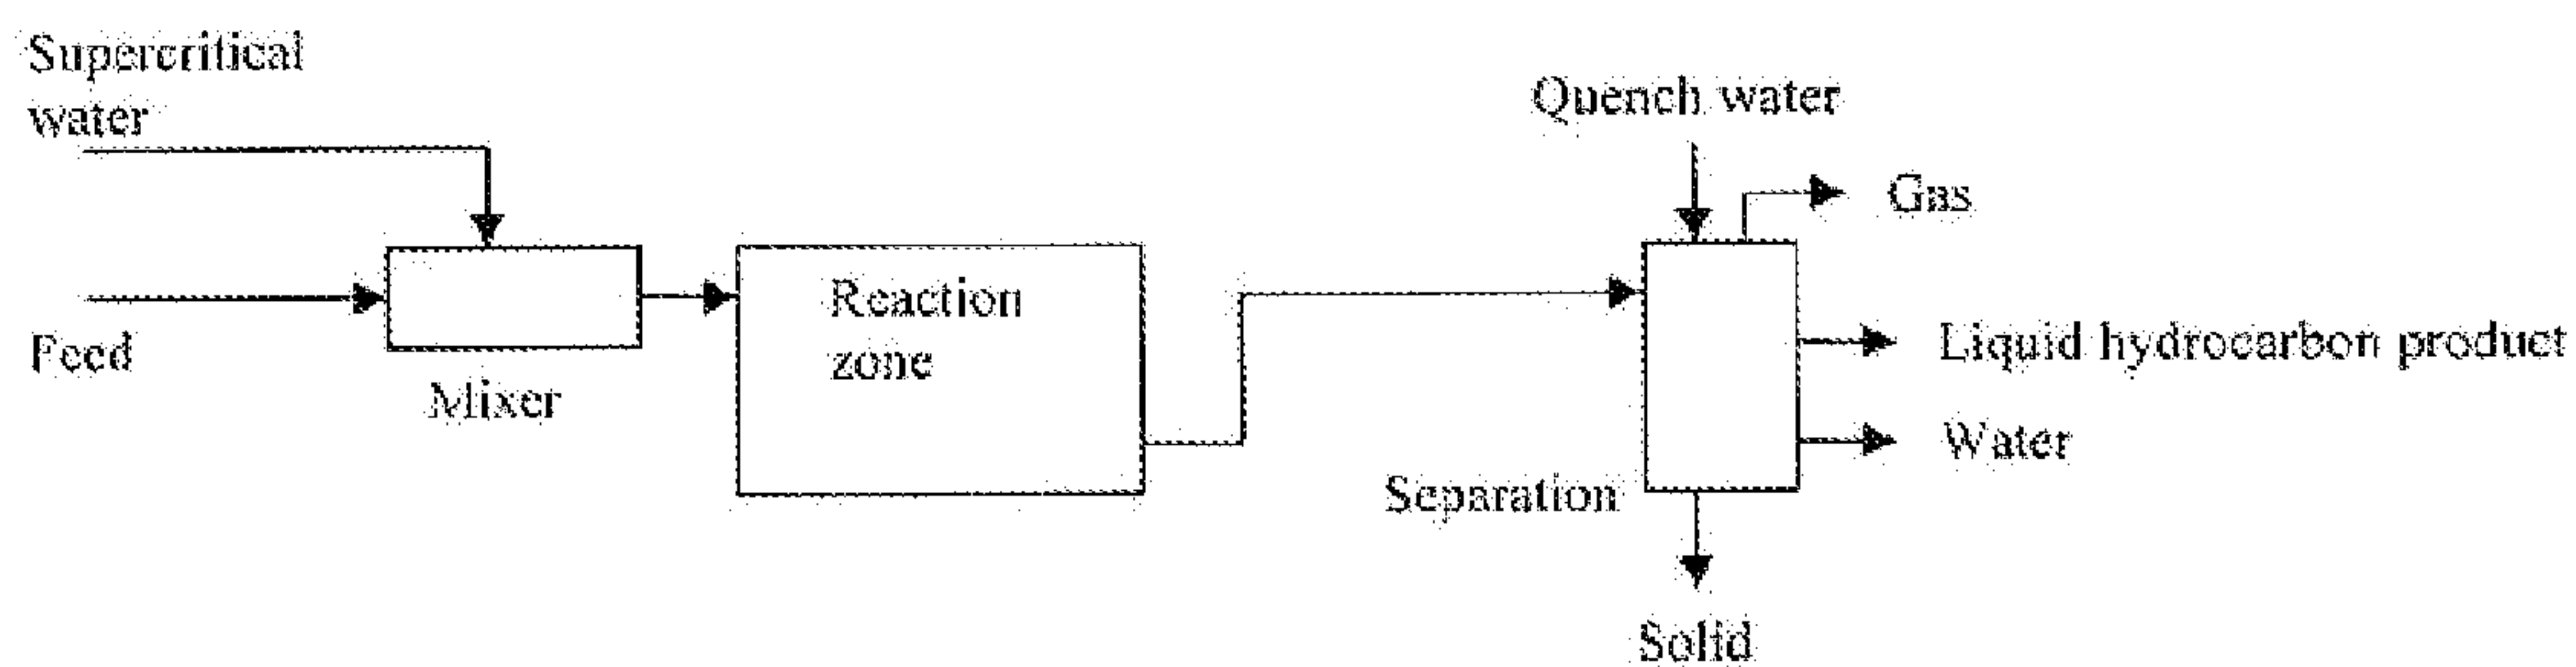 Supercritical
water
Quench water
Gas
Feed
Mixer
Reaction
zone
Liquid hydrocarbon product
Water
Separation
Solid